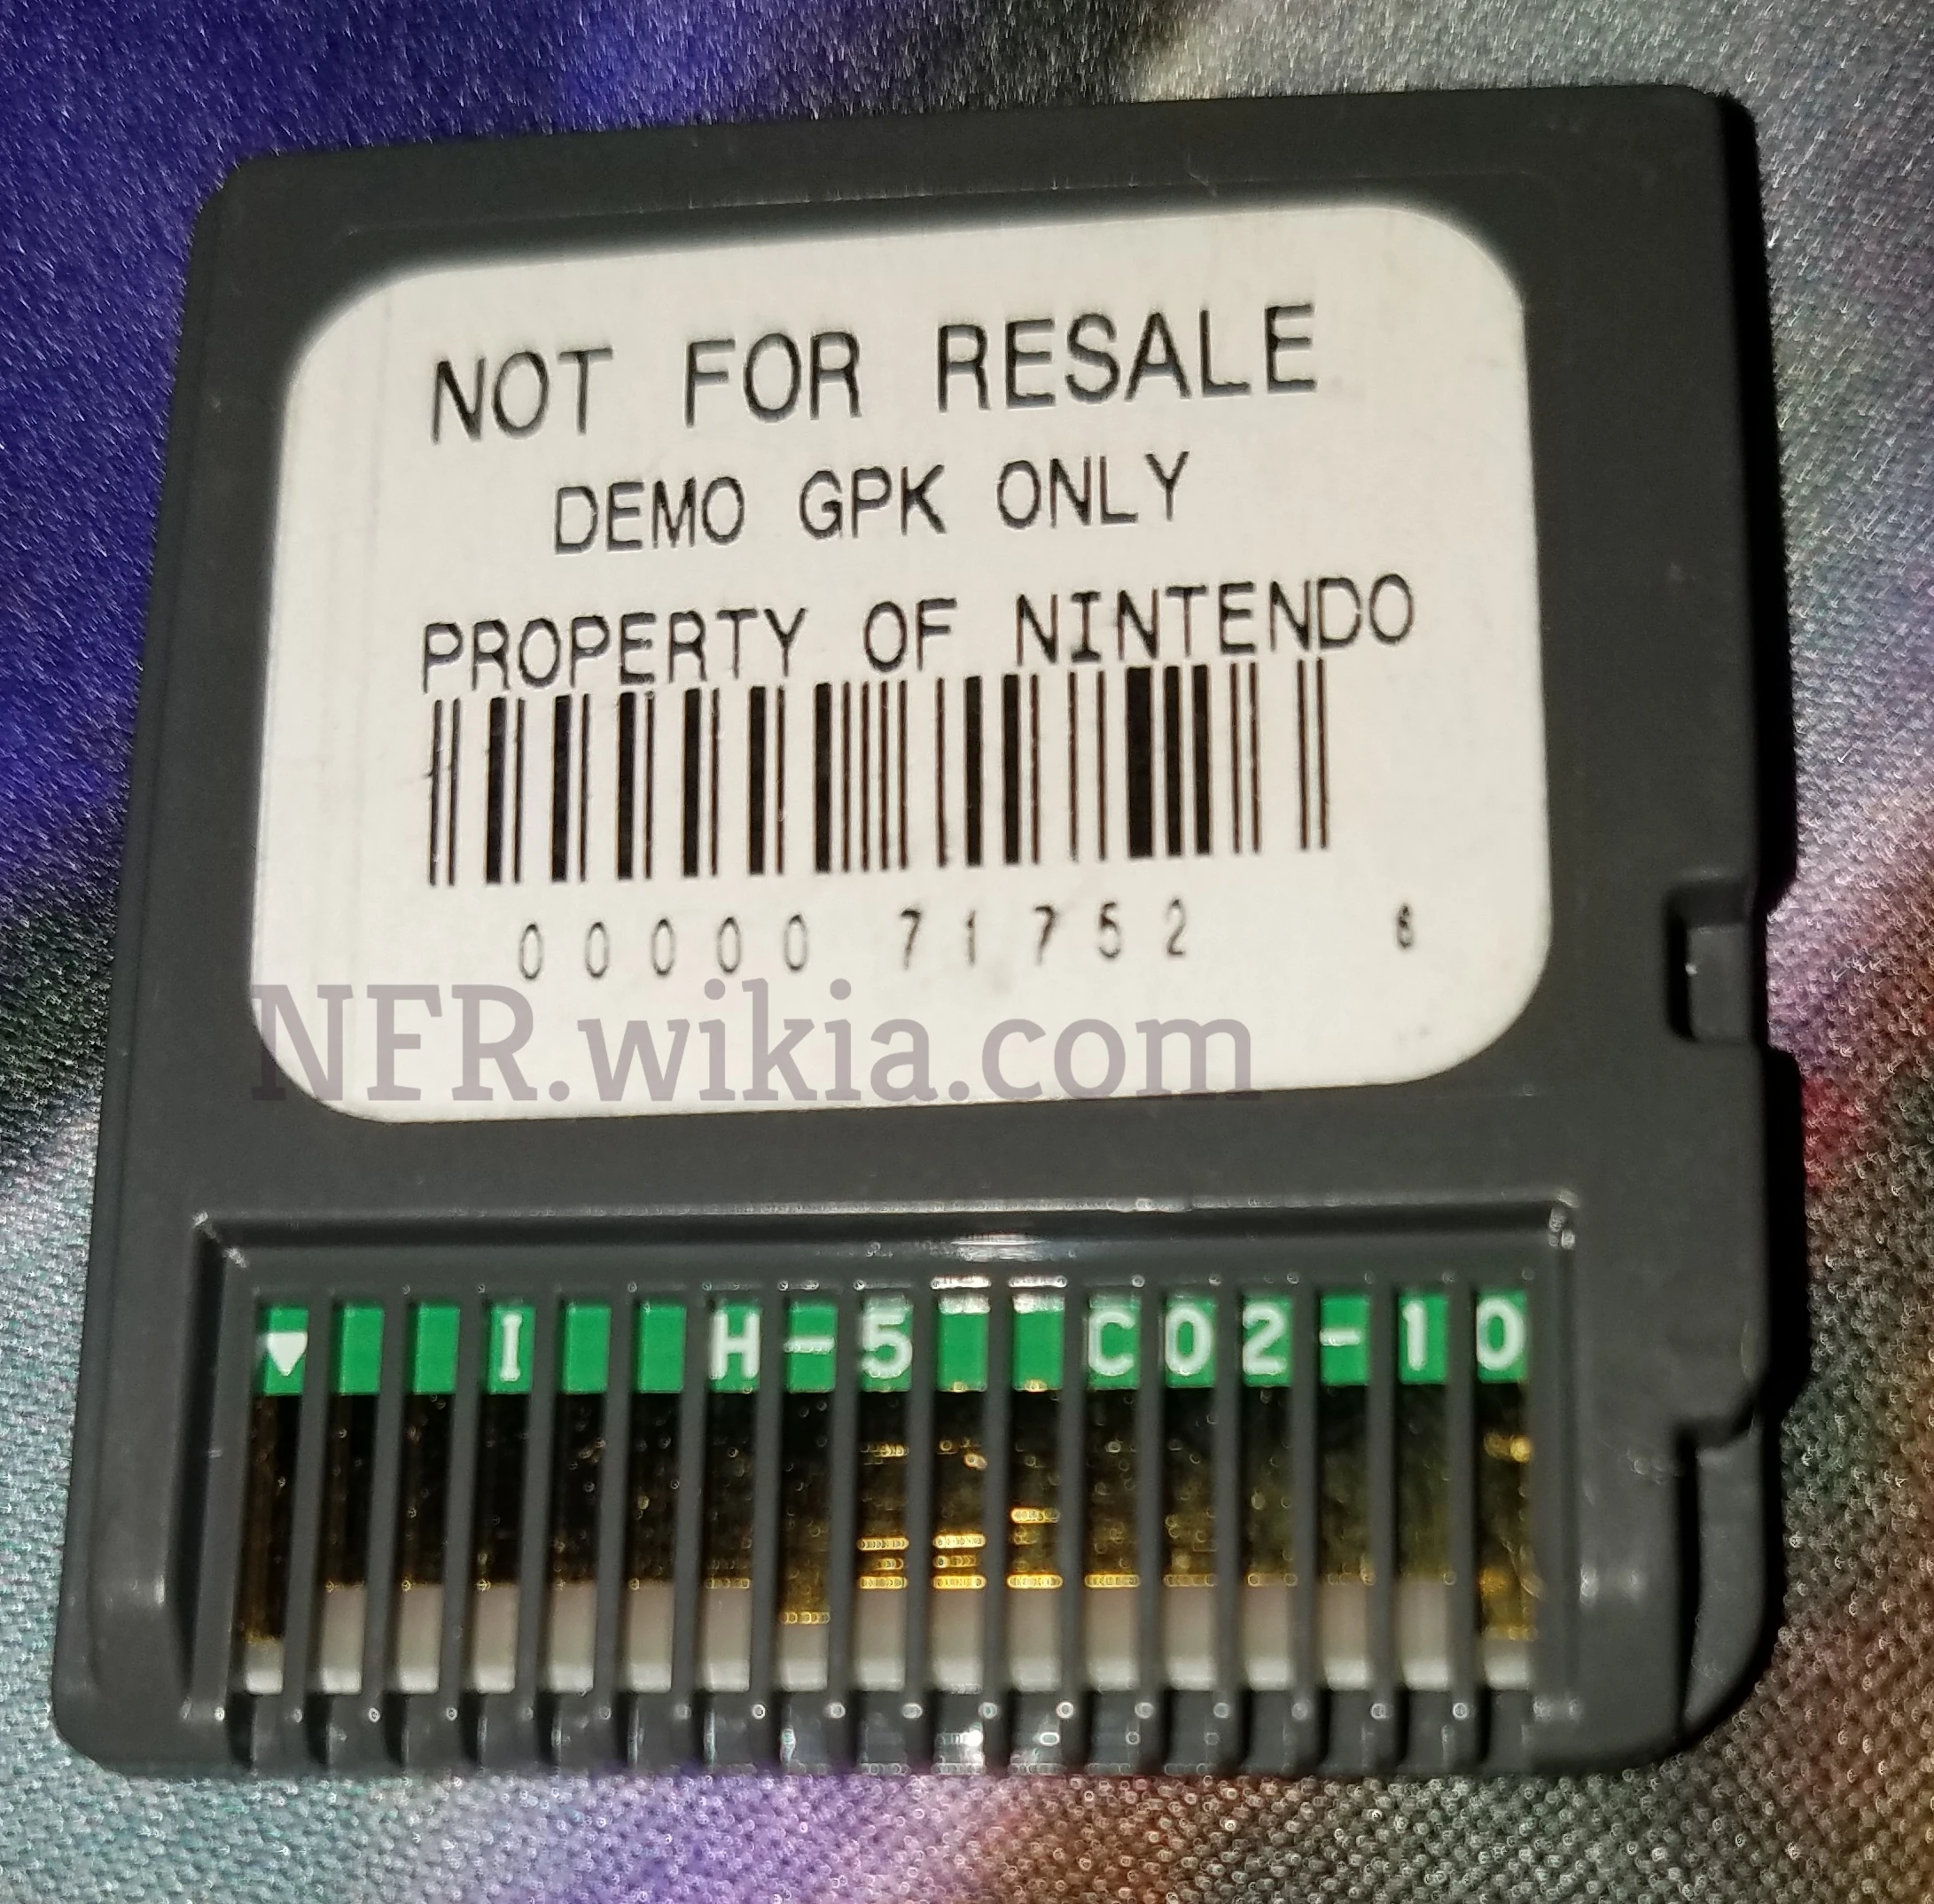 NOT FOR RESALE
DEMO GPK ONLY
PROPERTY OF NINTENDO
00000 71752 6
NFR.wikia.com
▼ I H-5 C02-10